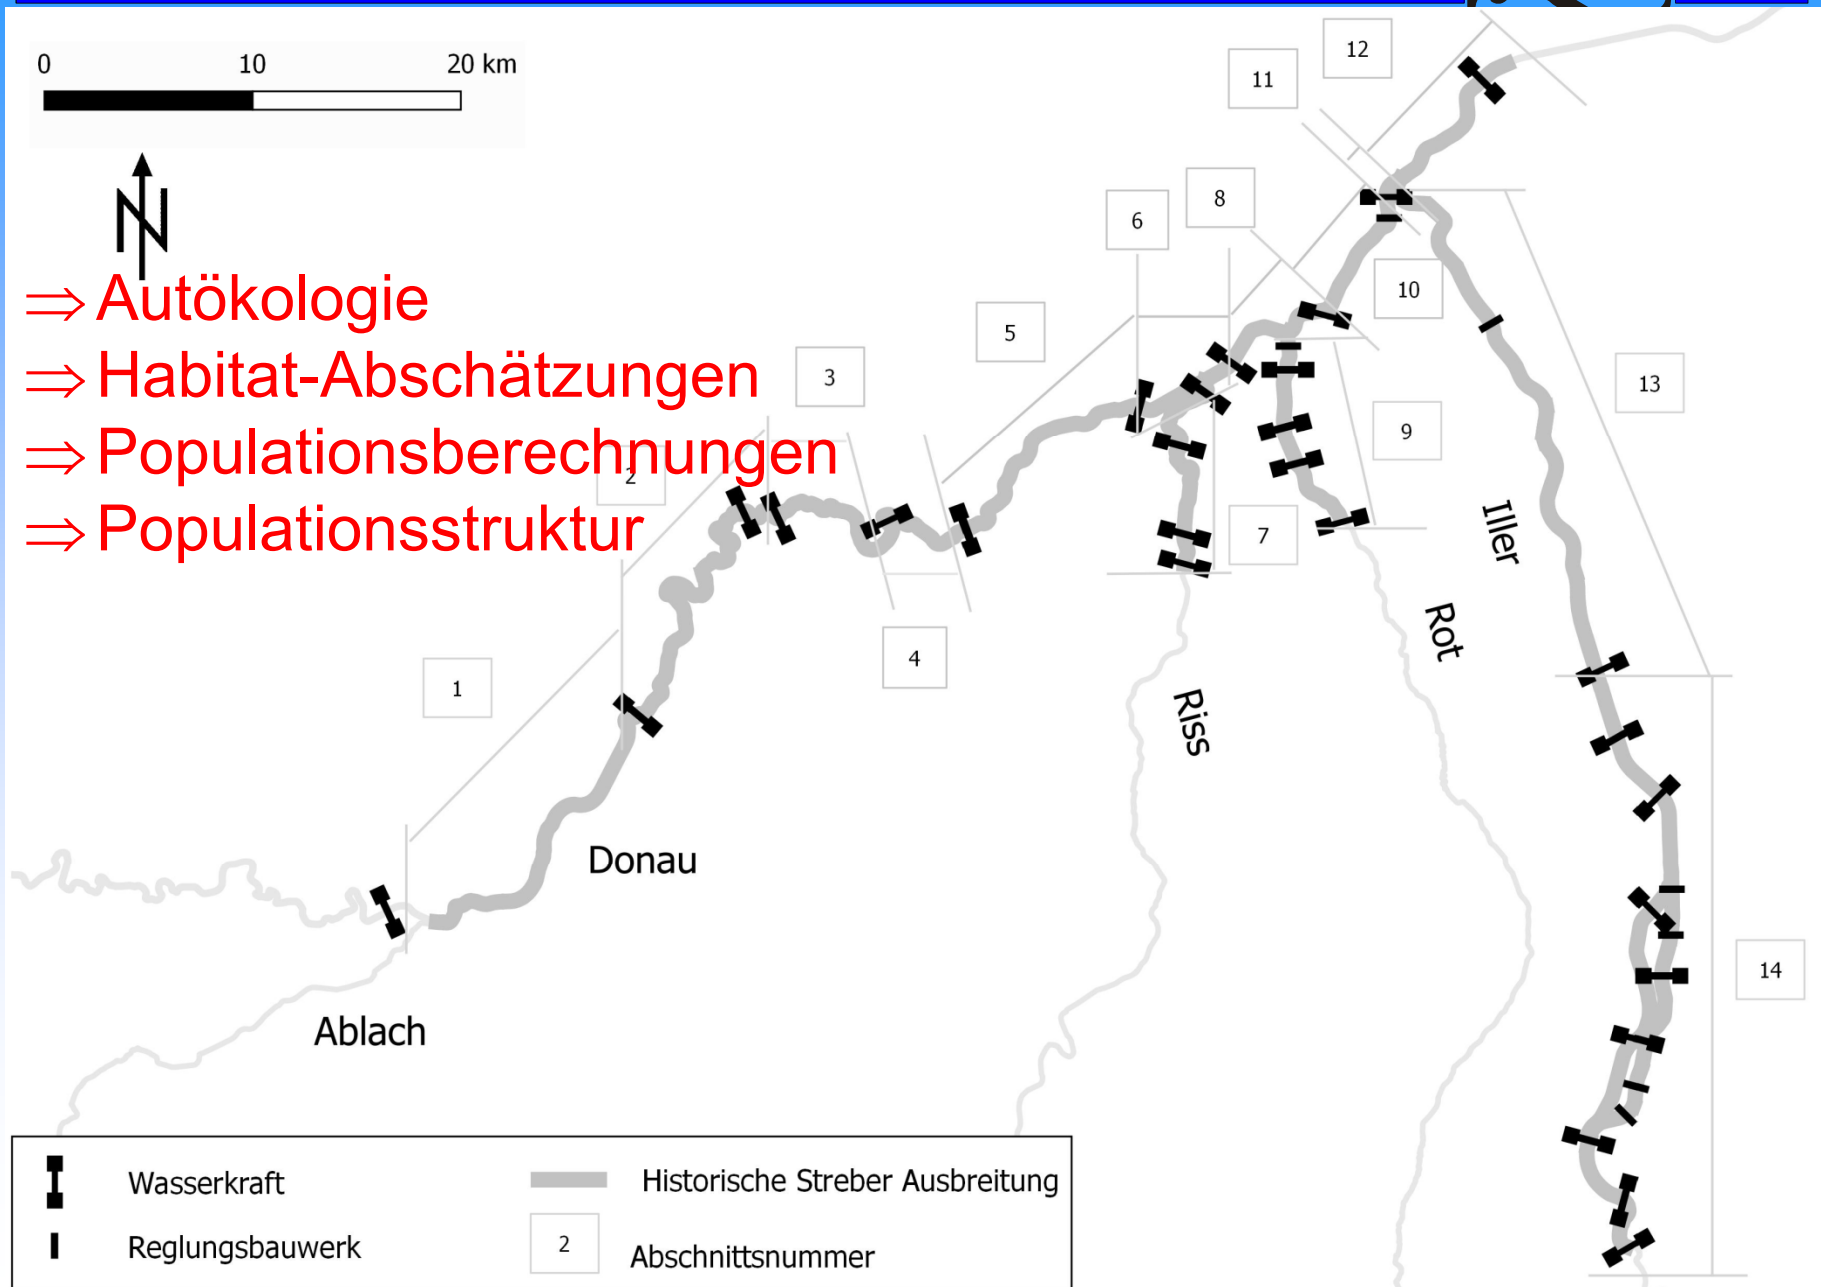 0 10 20 km
12
11
N
8
6
⇒ Autökologie
10
5
⇒ Habitat-Abschätzungen
3
13
⇒ Populationsberechnungen
9
2
⇒ Populationsstruktur
Iller
7
Rot
4
1
Riss
Donau
14
Ablach
Wasserkraft
Historische Streber Ausbreitung
Reglungsbauwerk
2
Abschnittsnummer